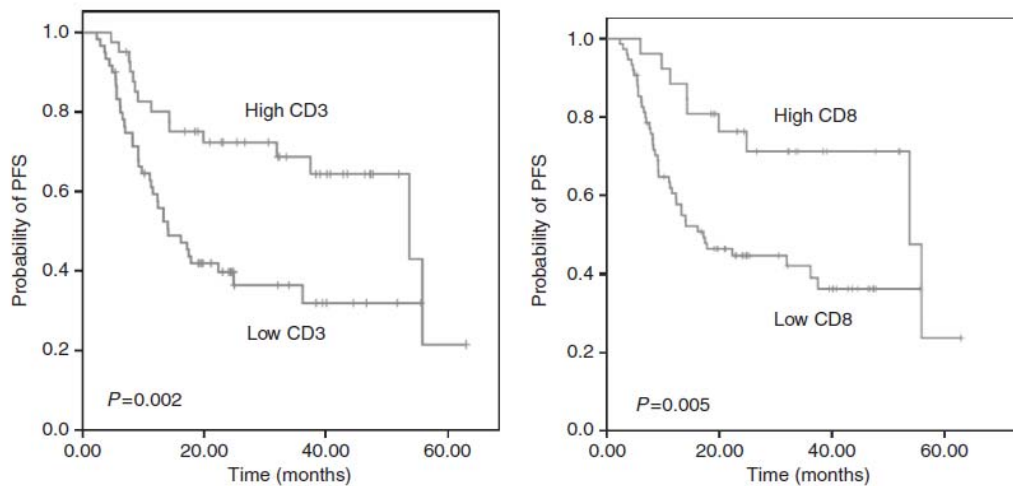 Probability of PFS
1.0
0.8
0.6
0.4
0.2
0.0
High CD3
Low CD3
P=0.002
0.00 20.00 40.00 60.00
Time (months)
Probability of PFS
1.0
0.8
0.6
0.4
0.2
0.0
High CD8
Low CD8
P=0.005
0.00 20.00 40.00 60.00
Time (months)